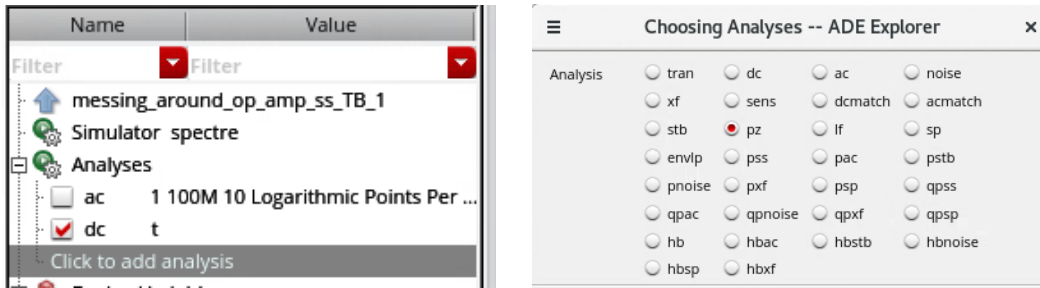 Name Value
Filter Filter
messing_around_op_amp_ss_TB_1
Simulator spectre
Analyses
ac 1 100M 10 Logarithmic Points Per ...
dc t
Click to add analysis
Choosing Analyses -- ADE Explorer
Analysis tran dc ac noise
xf sens dcmatch acmatch
stb pz lf sp
envlp pss pac pstb
pnoise pxf psp qpss
qpac qpnoise qpxf qpsp
hb hbac hbstb hbnoise
hbsp hbxf